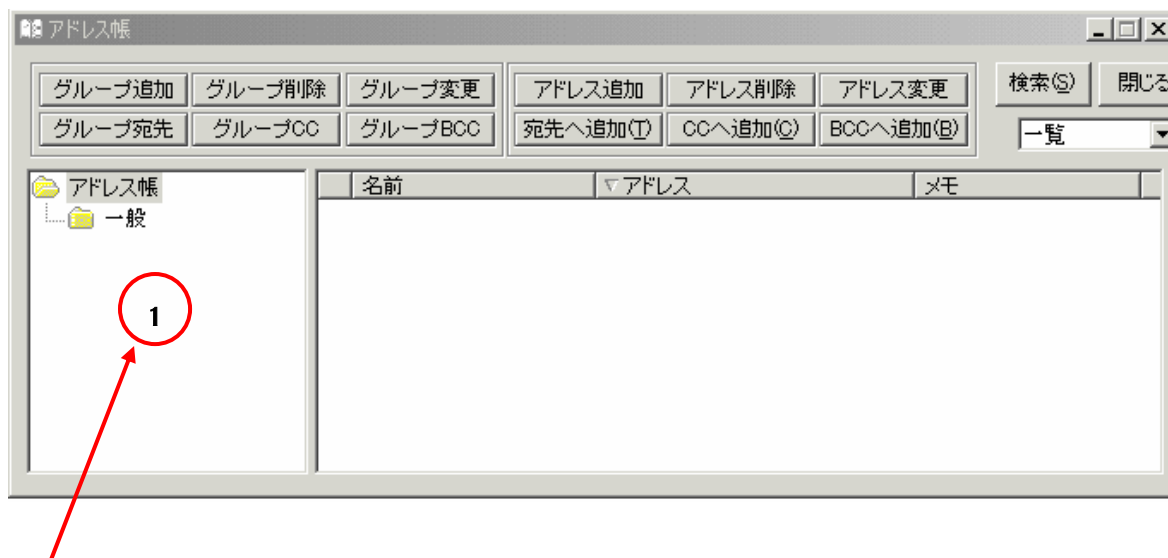 アドレス帳
グループ追加 グループ削除 グループ変更 アドレス追加 アドレス削除 アドレス変更 検索(S) 閉じる
グループ宛先 グループCC グループBCC 宛先へ追加(T) CCへ追加(C) BCCへ追加(B) 一覧
アドレス帳 名前 アドレス メモ
一般
1